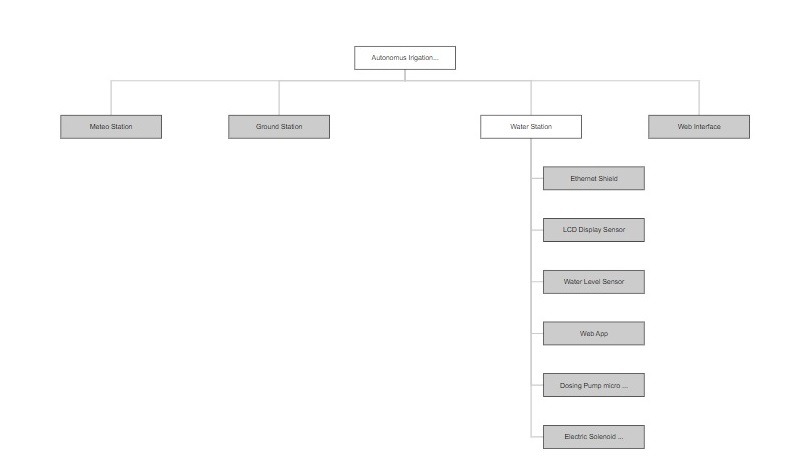 Autonomus Irigation...
Meteo Station
Ground Station
Water Station
Web Interface
Ethernet Shield
LCD Display Sensor
Water Level Sensor
Web App
Dosing Pump micro ...
Electric Solenoid ...